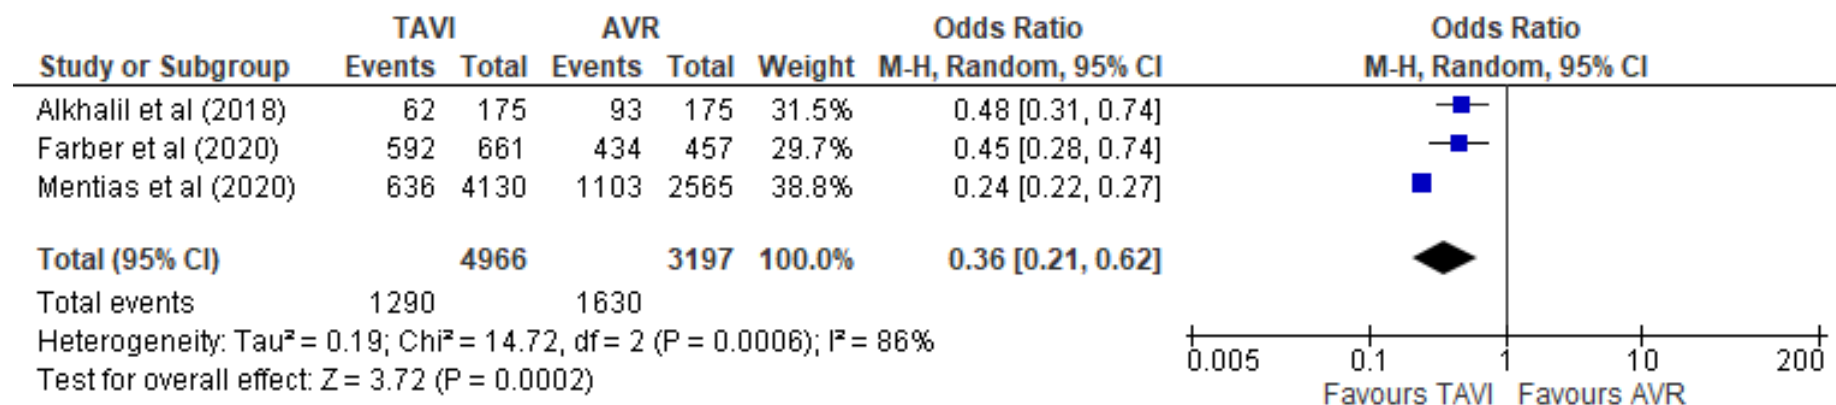 TAVI AVR Odds Ratio Odds Ratio
Study or Subgroup Events Total Events Total Weight M-H, Random, 95% CI M-H, Random, 95% CI
Alkhalil et al (2018) 62 175 93 175 31.5% 0.48 [0.31, 0.74]
Farber et al (2020) 592 661 434 457 29.7% 0.45 [0.28, 0.74]
Mentias et al (2020) 636 4130 1103 2565 38.8% 0.24 [0.22, 0.27]
Total (95% CI) 4966 3197 100.0% 0.36 [0.21, 0.62]
Total events 1290 1630
Heterogeneity: Tau² = 0.19; Chi² = 14.72, df = 2 (P = 0.0006); I² = 86%
Test for overall effect: Z = 3.72 (P = 0.0002)
0.005 0.1 1 10 200
Favours TAVI Favours AVR